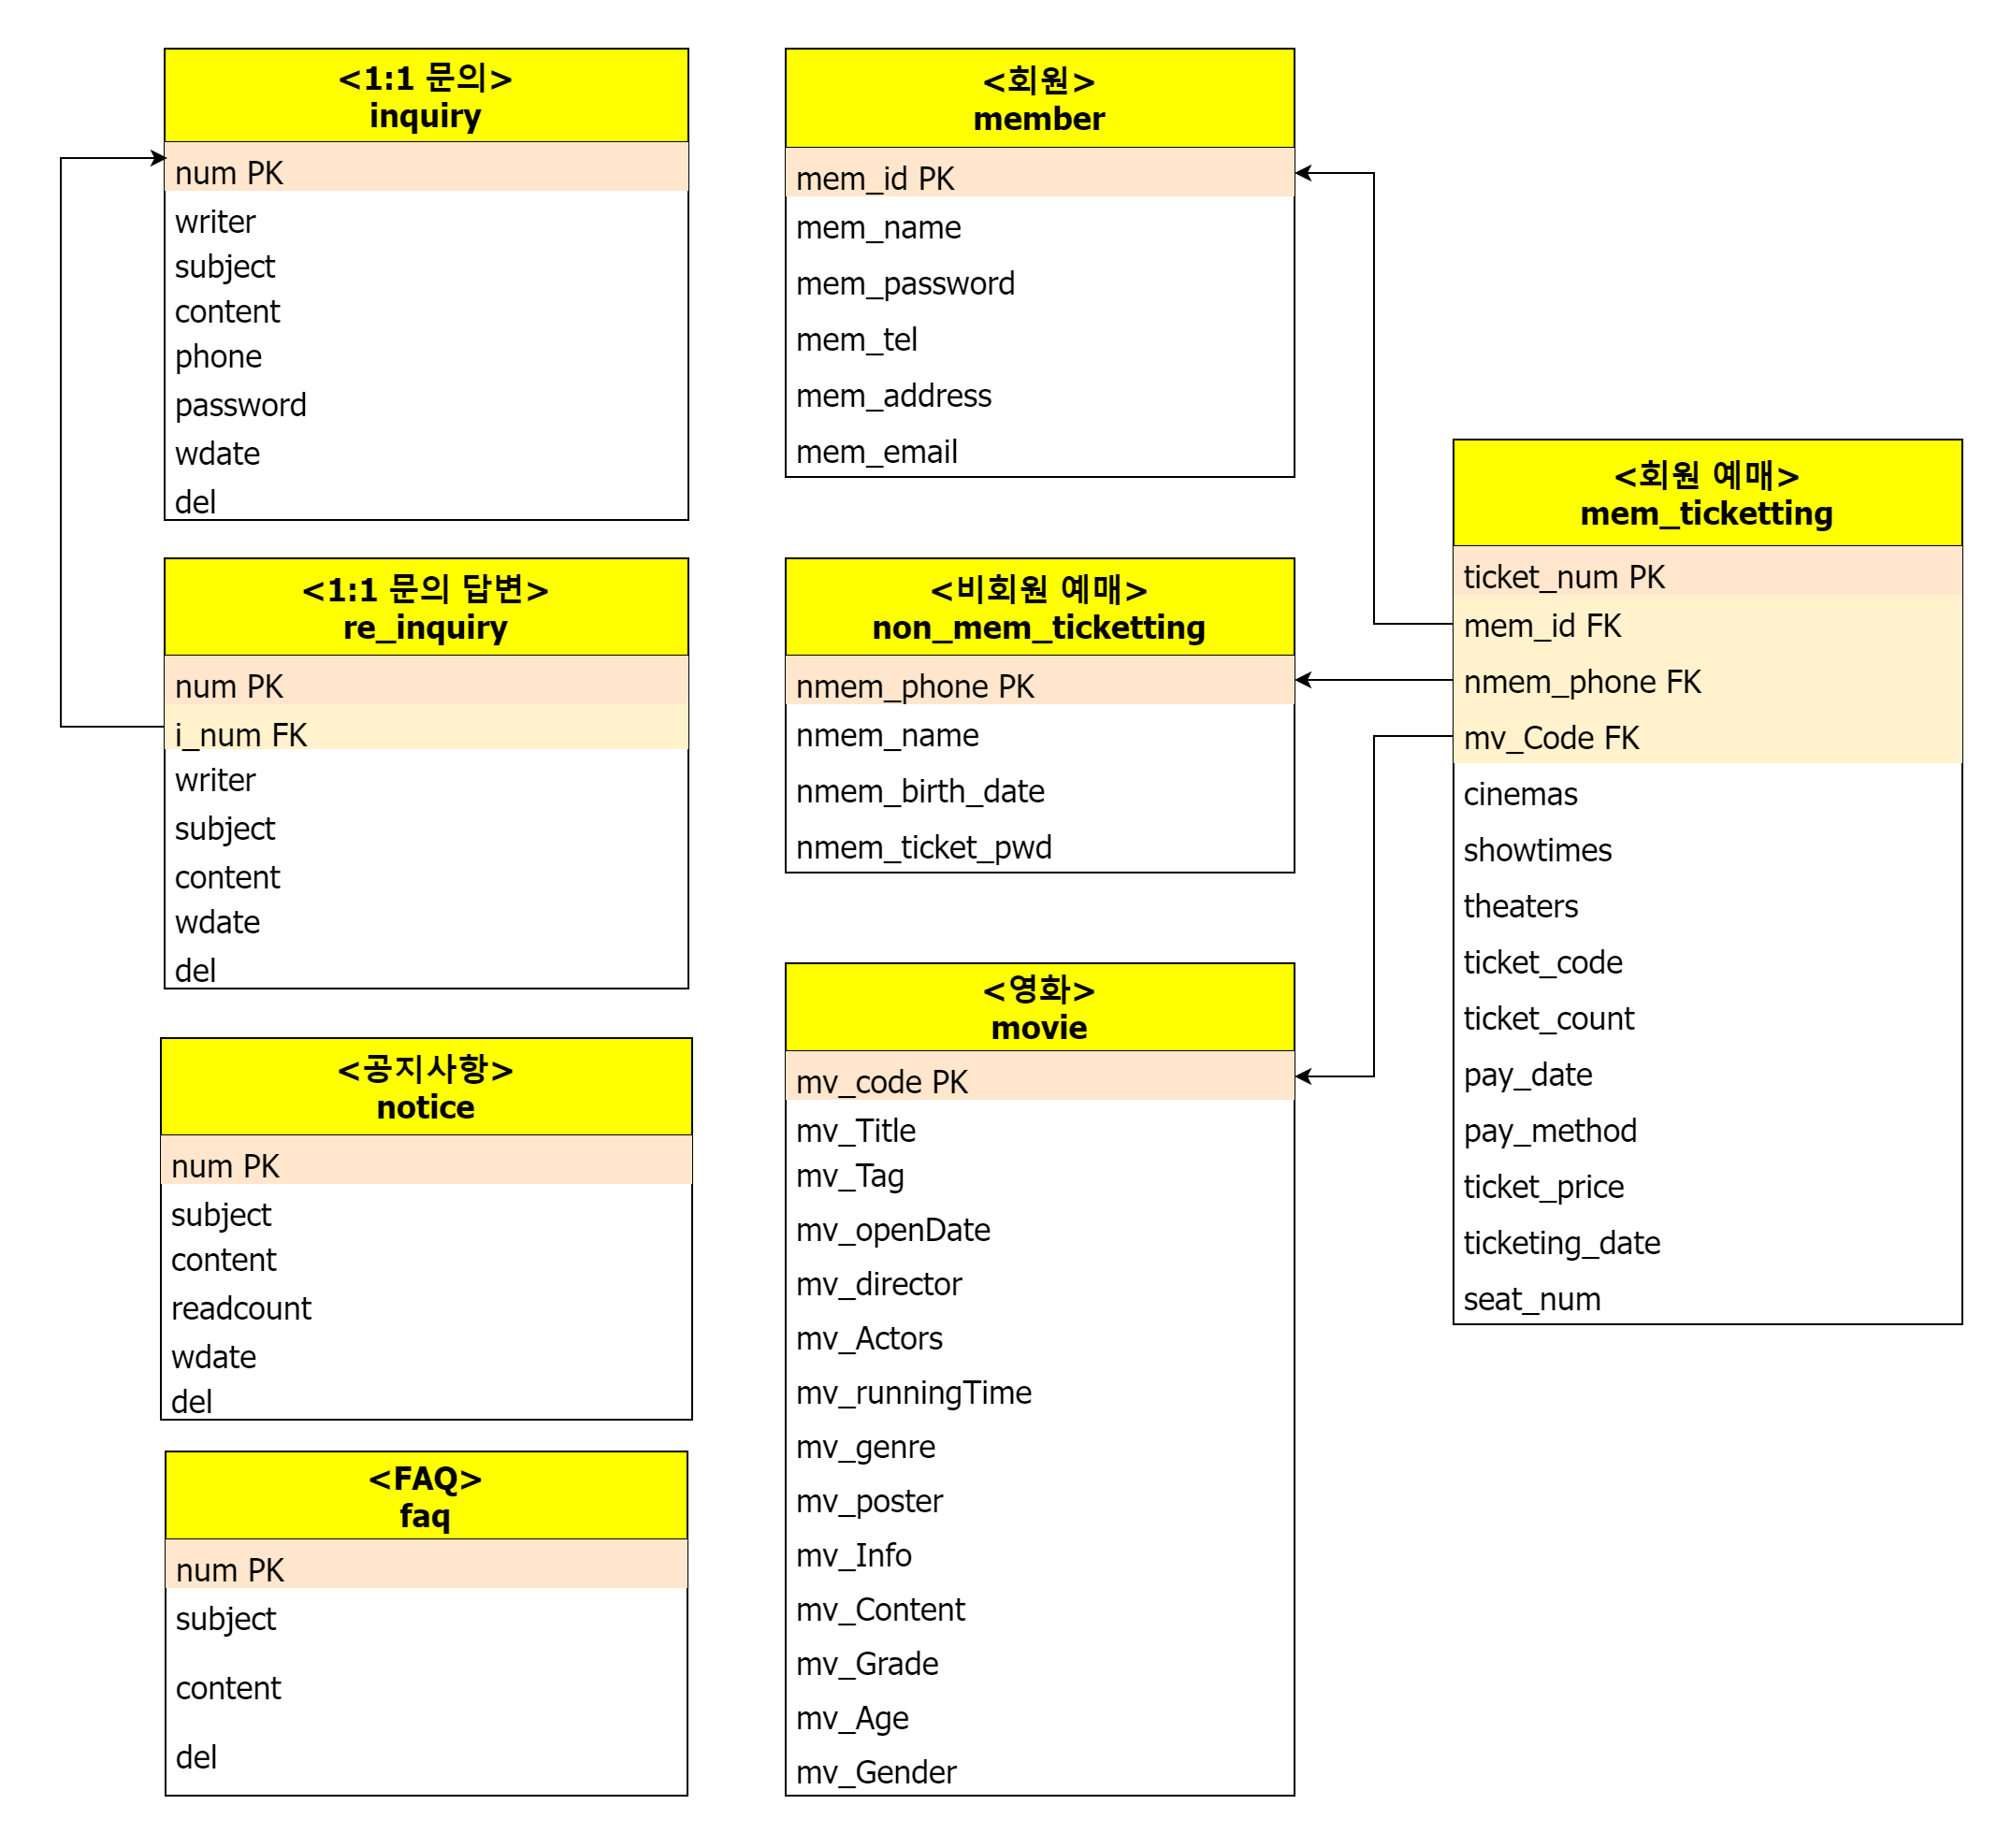 <1:1 문의>
inquiry
num PK
writer
subject
content
phone
password
wdate
del
<1:1 문의 답변>
re_inquiry
num PK
i_num FK
writer
subject
content
wdate
del
<공지사항>
notice
num PK
subject
content
readcount
wdate
del
<FAQ>
faq
num PK
subject
content
del
<회원>
member
mem_id PK
mem_name
mem_password
mem_tel
mem_address
mem_email
<비회원 예매>
non_mem_ticketting
nmem_phone PK
nmem_name
nmem_birth_date
nmem_ticket_pwd
<영화>
movie
mv_code PK
mv_Title
mv_Tag
mv_openDate
mv_director
mv_Actors
mv_runningTime
mv_genre
mv_poster
mv_Info
mv_Content
mv_Grade
mv_Age
mv_Gender
<회원 예매>
mem_ticketting
ticket_num PK
mem_id FK
nmem_phone FK
mv_Code FK
cinemas
showtimes
theaters
ticket_code
ticket_count
pay_date
pay_method
ticket_price
ticketing_date
seat_num